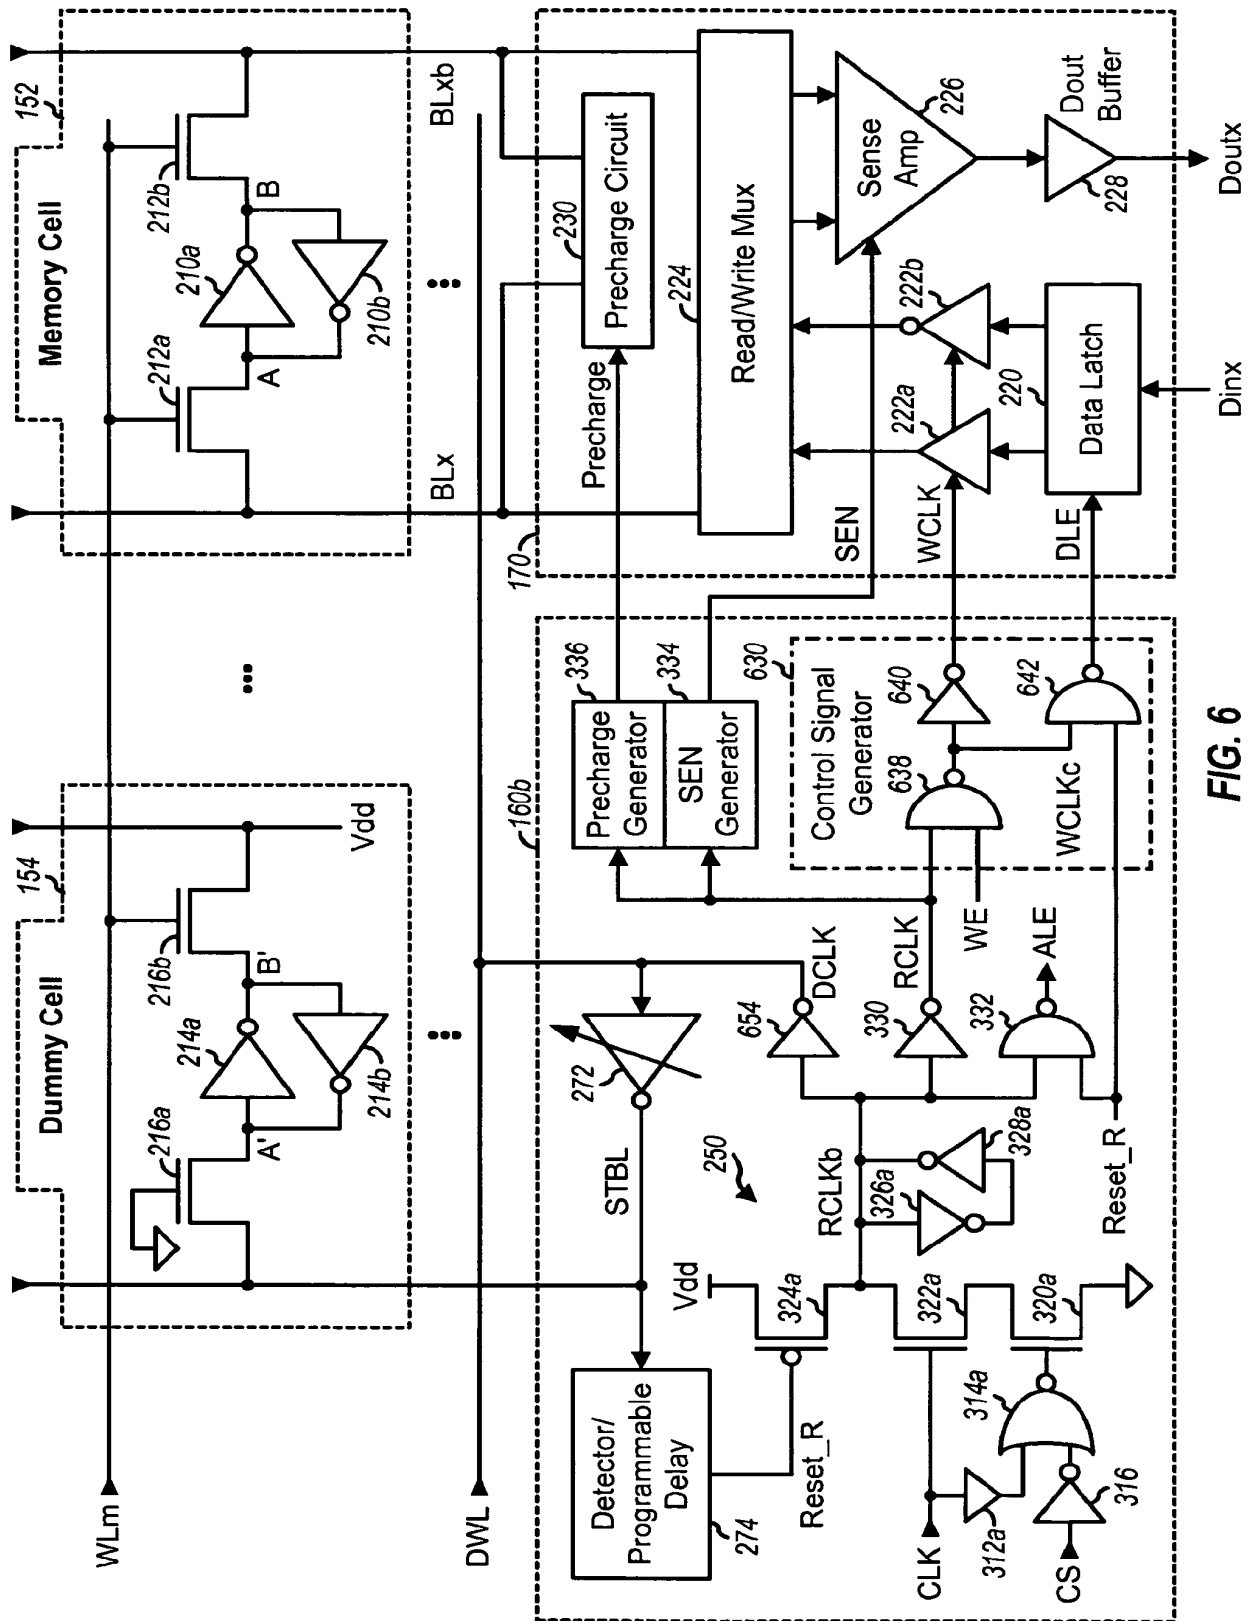 152
Memory Cell
212a
212b
210a
210b
A
B
BLx
BLxb
154
Dummy Cell
216a
216b
214a
214b
A'
B'
Vdd
WLm
DWL
170
Precharge
230
Precharge Circuit
224
Read/Write Mux
SEN
Sense
Amp
226
WCLK
222a
222b
DLE
220
Data Latch
Dout
Buffer
228
Dinx
Doutx
160b
336
Precharge
Generator
334
SEN
Generator
630
Control Signal
Generator
638
640
642
WCLKc
272
STBL
654
DCLK
330
RCLK
WE
332
ALE
250
RCLKb
326a
328a
Reset_R
Detector/
Programmable
Delay
274
Reset_R
Vdd
324a
322a
320a
314a
CLK
312a
CS
316
FIG. 6